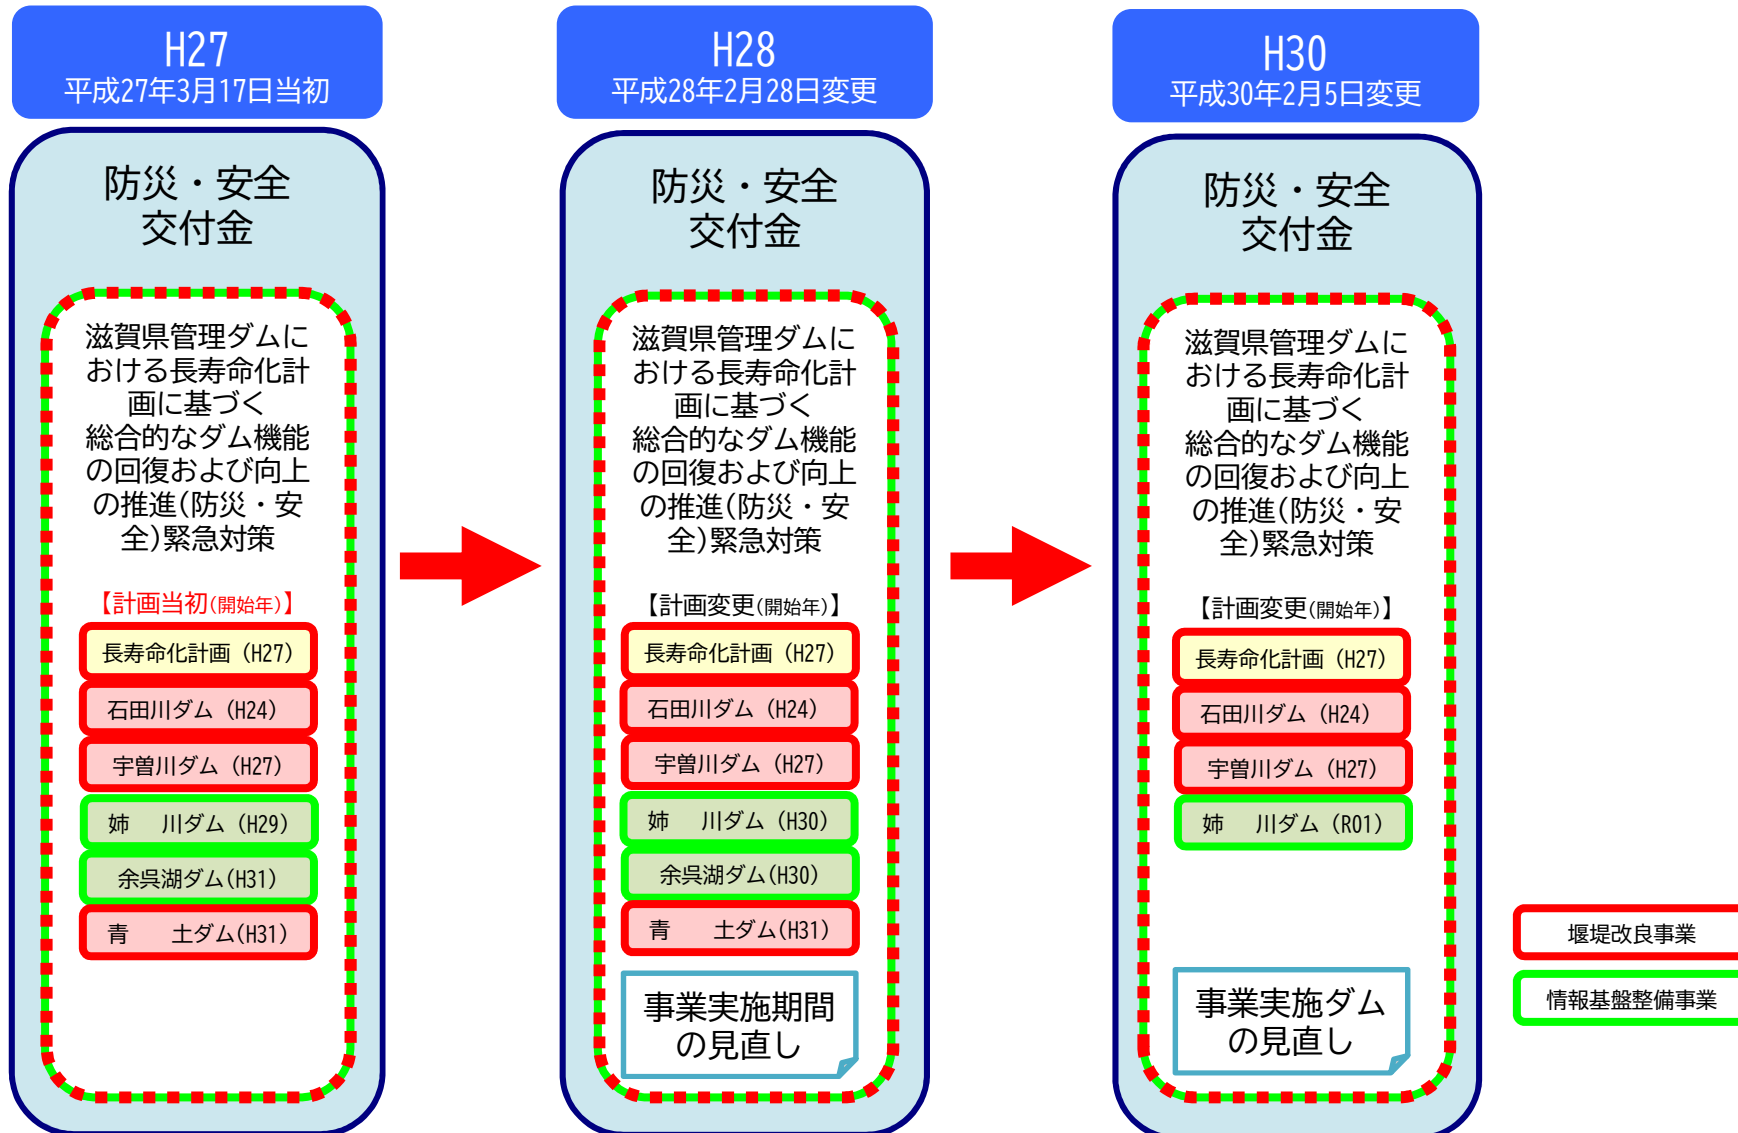 H27
平成27年3月17日当初
防災・安全
交付金
滋賀県管理ダムに
おける長寿命化計
画に基づく
総合的なダム機能
の回復および向上
の推進(防災・安
全)緊急対策
【計画当初(開始年)】
長寿命化計画 (H27)
石田川ダム (H24)
宇曽川ダム (H27)
姉　川ダム (H29)
余呉湖ダム(H31)
青　土ダム(H31)
H28
平成28年2月28日変更
防災・安全
交付金
滋賀県管理ダムに
おける長寿命化計
画に基づく
総合的なダム機能
の回復および向上
の推進(防災・安
全)緊急対策
【計画変更(開始年)】
長寿命化計画 (H27)
石田川ダム (H24)
宇曽川ダム (H27)
姉　川ダム (H30)
余呉湖ダム(H30)
青　土ダム(H31)
事業実施期間
の見直し
H30
平成30年2月5日変更
防災・安全
交付金
滋賀県管理ダムに
おける長寿命化計
画に基づく
総合的なダム機能
の回復および向上
の推進(防災・安
全)緊急対策
【計画変更(開始年)】
長寿命化計画 (H27)
石田川ダム (H24)
宇曽川ダム (H27)
姉　川ダム (R01)
事業実施ダム
の見直し
堰堤改良事業
情報基盤整備事業